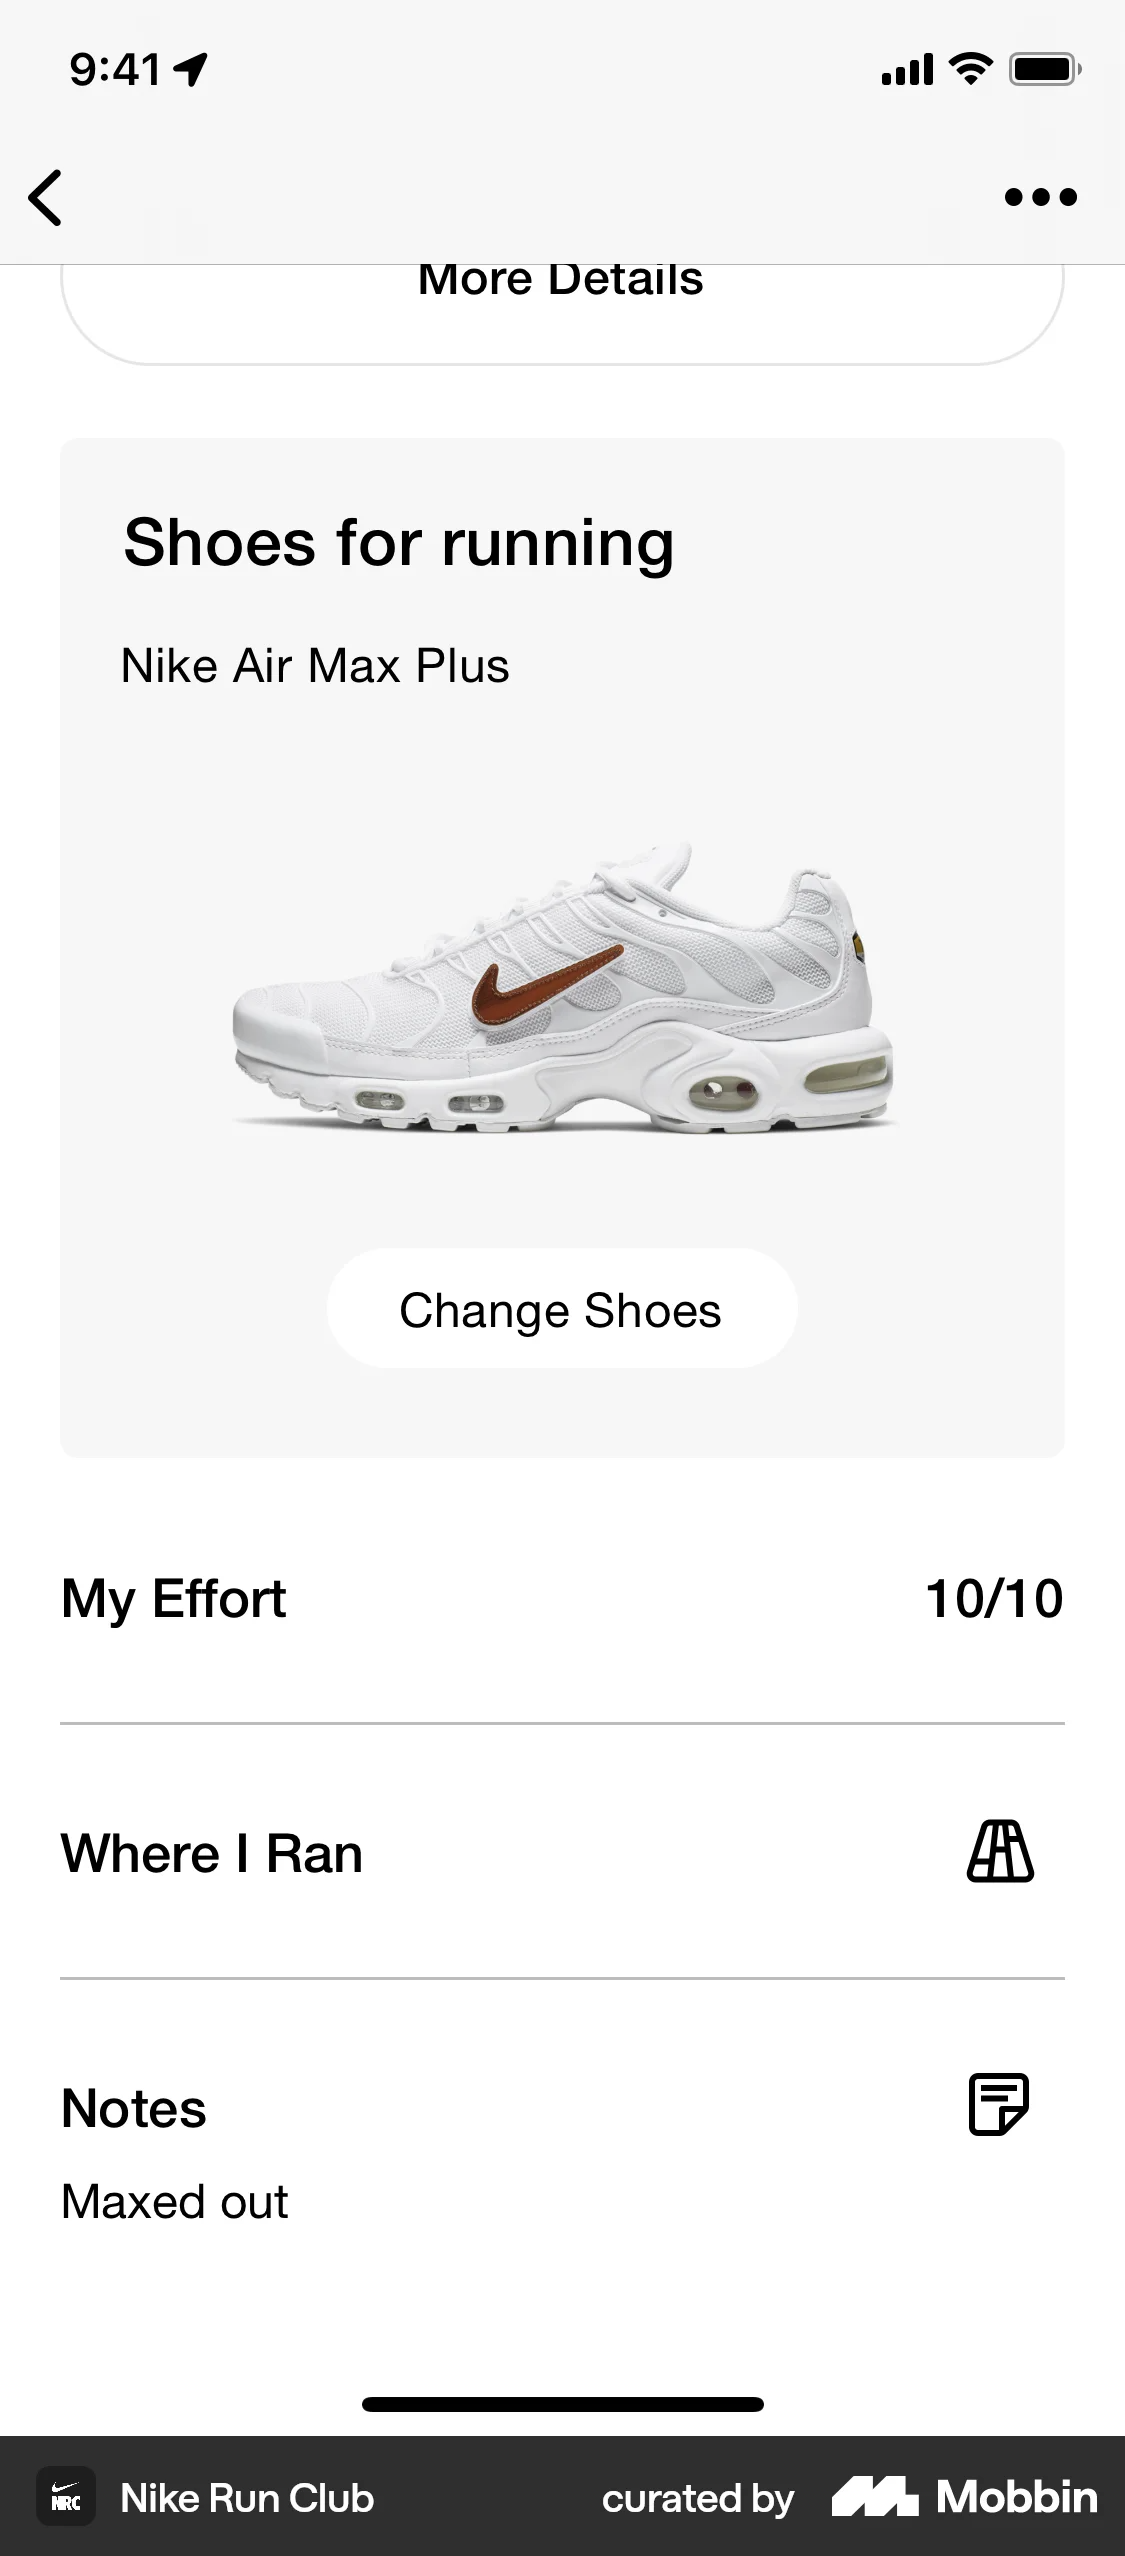 9:41
More Details
Shoes for running
Nike Air Max Plus
Change Shoes
My Effort
10/10
Where I Ran
Notes
Maxed out
NRC
Nike Run Club
curated by
Mobbin